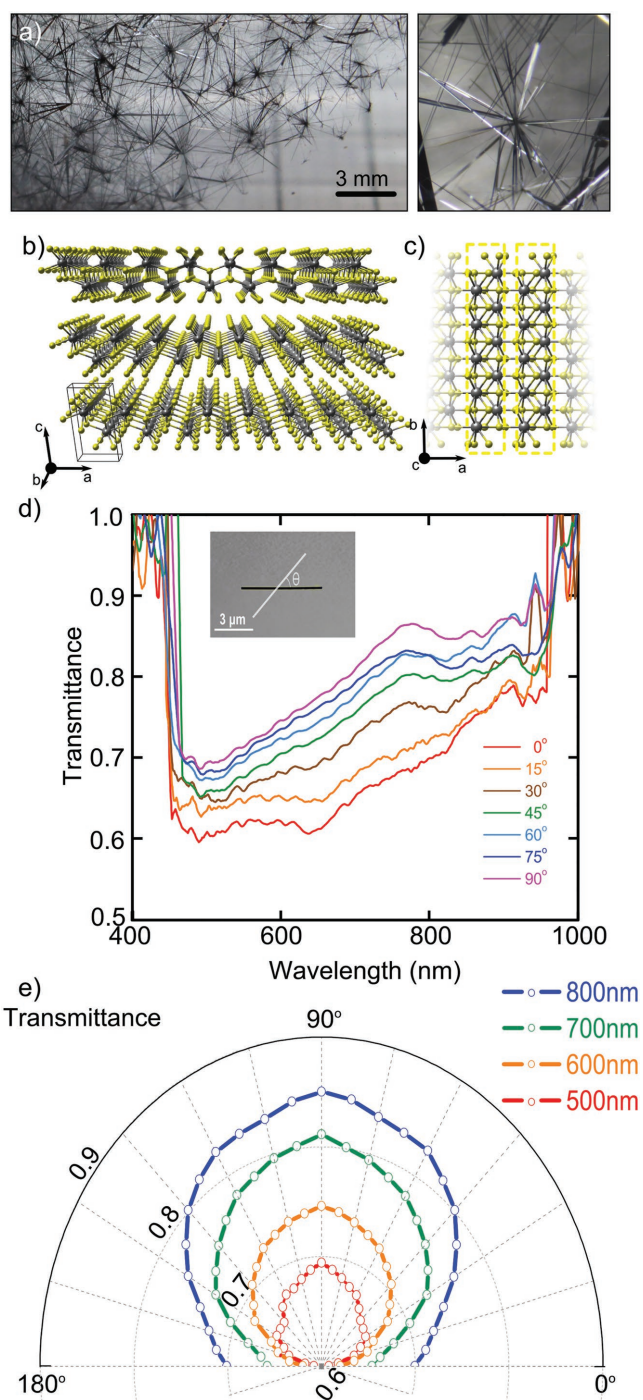 a)
3 mm
b)
c)
c
b
a
b
c
a
d)
1.0
0.9
0.8
0.7
0.6
0.5
Transmittance
θ
3 µm
0°
15°
30°
45°
60°
75°
90°
400
600
800
1000
Wavelength (nm)
e)
Transmittance
90°
800nm
700nm
600nm
500nm
0.9
0.8
0.7
0.6
180°
0°